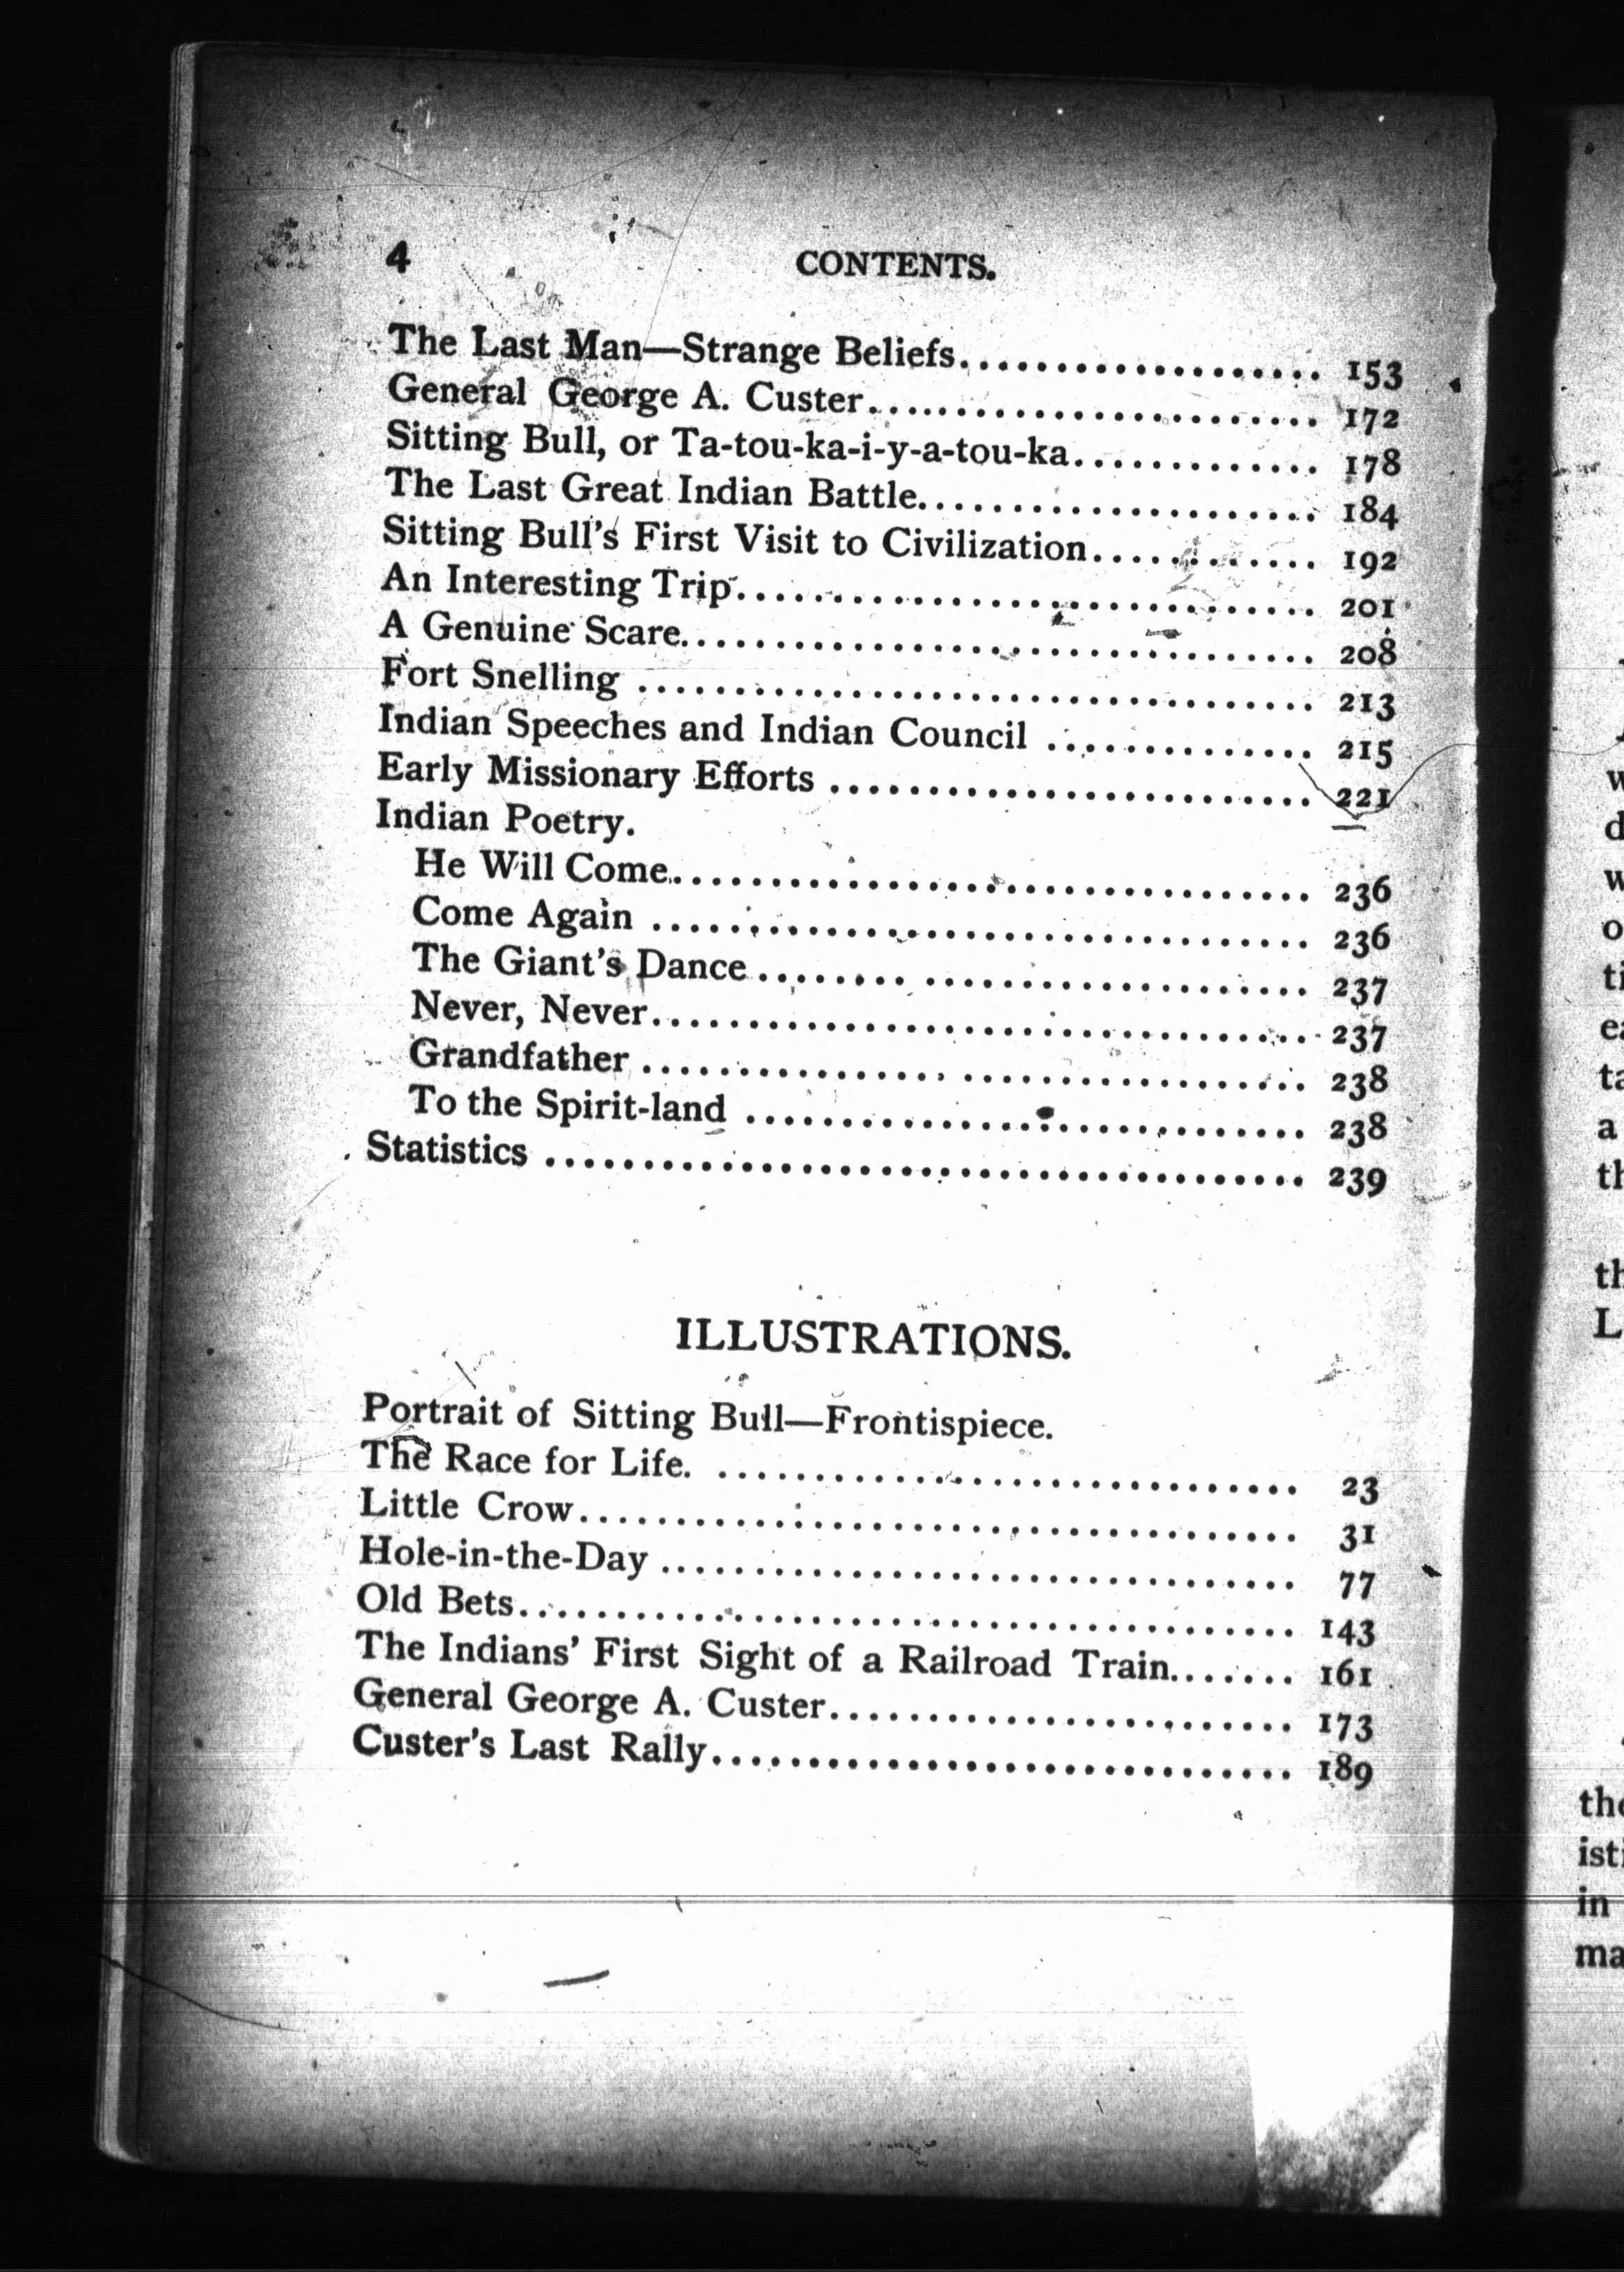 4 CONTENTS.
The Last Man—Strange Beliefs................... 153
General George A. Custer........................ 172
Sitting Bull, or Ta-tou-ka-i-y-a-tou-ka............. 178
The Last Great Indian Battle..................... 184
Sitting Bull's First Visit to Civilization............ 192
An Interesting Trip.............................. 201
A Genuine Scare................................. 208
Fort Snelling ................................... 213
Indian Speeches and Indian Council .............. 215
Early Missionary Efforts ......................... 221
Indian Poetry.
He Will Come................................. 236
Come Again .................................. 236
The Giant's Dance............................. 237
Never, Never.................................. 237
Grandfather ................................... 238
To the Spirit-land ............................. 238
Statistics ........................................ 239
ILLUSTRATIONS.
Portrait of Sitting Bull—Frontispiece.
The Race for Life. .............................. 23
Little Crow..................................... 31
Hole-in-the-Day ................................. 77
Old Bets........................................ 143
The Indians' First Sight of a Railroad Train....... 161
General George A. Custer........................ 173
Custer's Last Rally.............................. 189